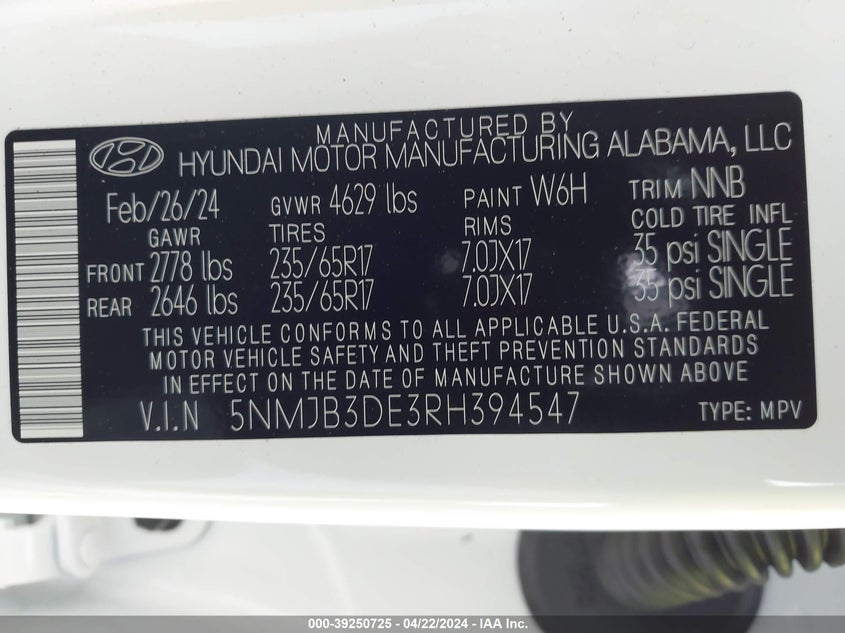 MANUFACTURED BY
HYUNDAI MOTOR MANUFACTURING ALABAMA, LLC
Feb/26/24 GVWR 4629 lbs PAINT W6H TRIM NNB
GAWR TIRES RIMS COLD TIRE INFL
FRONT 2778 lbs 235/65R17 7.0JX17 35 psi SINGLE
REAR 2646 lbs 235/65R17 7.0JX17 35 psi SINGLE
THIS VEHICLE CONFORMS TO ALL APPLICABLE U.S.A. FEDERAL
MOTOR VEHICLE SAFETY AND THEFT PREVENTION STANDARDS
IN EFFECT ON THE DATE OF MANUFACTURE SHOWN ABOVE
V.I.N 5NMJB3DE3RH394547 TYPE: MPV
000-39250725 - 04/22/2024 - IAA Inc.